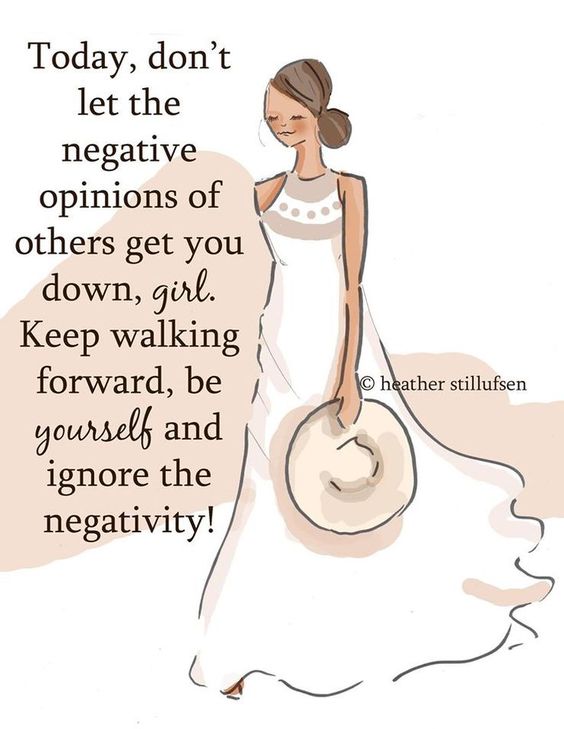 Today, don’t
let the
negative
opinions of
others get you
down, girl.
Keep walking
forward, be
yourself and
ignore the
negativity!
© heather stillufsen